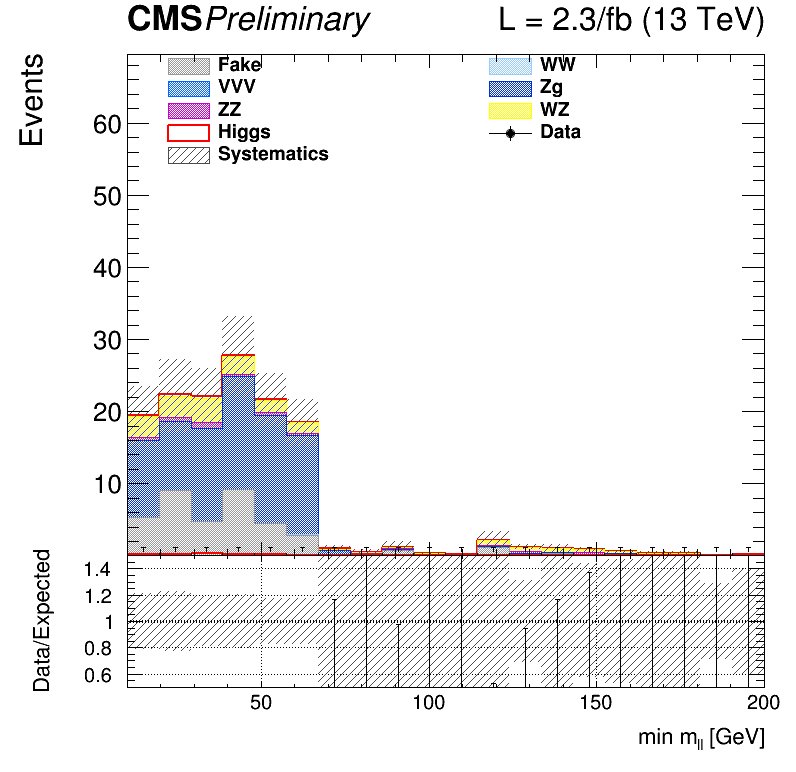 CMS Preliminary L = 2.3/fb (13 TeV)
Events
Fake WW
VVV Zg
ZZ WZ
Higgs Data
Systematics
60
50
40
30
20
10
Data/Expected
1.4
1.2
1
0.8
0.6
50 100 150 200
min m_ll [GeV]